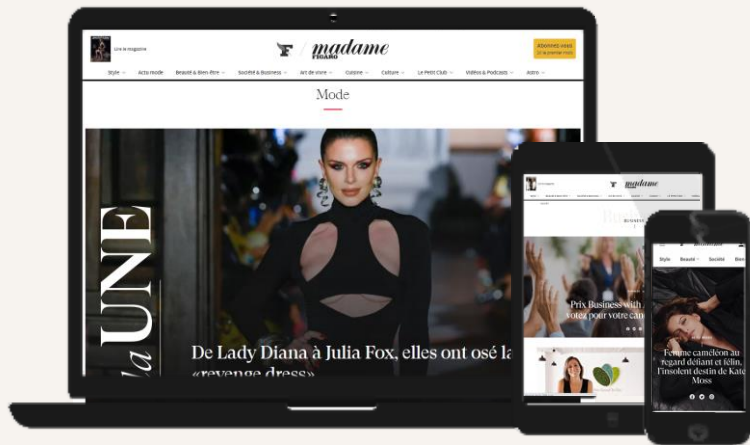 Lire le magazine
madame
FIGARO
Abonnez-vous
Style
Actu mode
Beauté & Bien-être
Société & Business
Art de vivre
Cuisine
Culture
Le Petit Club
Vidéos & Podcasts
Astro
Mode
la UNE
De Lady Diana à Julia Fox, elles ont osé la
«revenge dress»
madame
Prix Business with
votez pour votre can
Style
Beauté
Société
Bien
Femme caméléon au
regard défiant et félin,
l'insolent destin de Kate
Moss